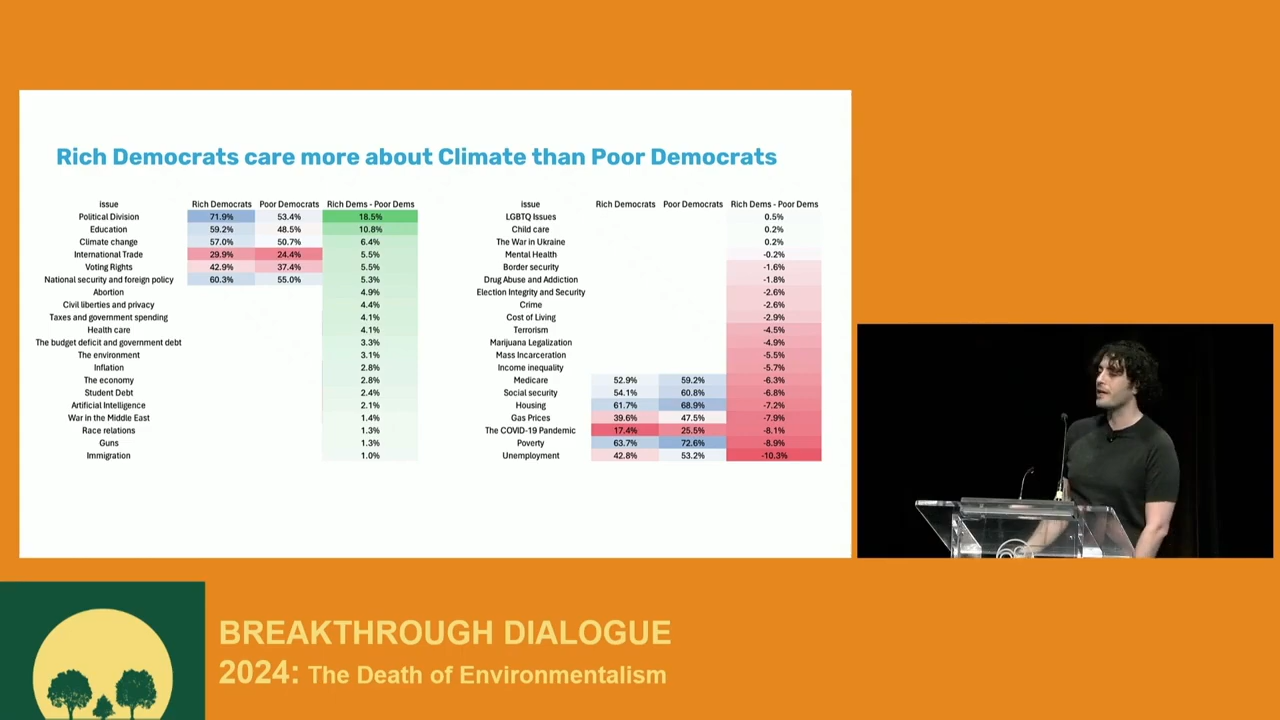 Rich Democrats care more about Climate than Poor Democrats
issue Rich Democrats Poor Democrats Rich Dems - Poor Dems
Political Division 71.9% 53.4% 18.5%
Education 59.2% 48.5% 10.8%
Climate change 57.0% 50.7% 6.4%
International Trade 29.9% 24.4% 5.5%
Voting Rights 42.9% 37.4% 5.5%
National security and foreign policy 60.3% 55.0% 5.3%
Abortion 4.9%
Civil liberties and privacy 4.4%
Taxes and government spending 4.1%
Health care 4.1%
The budget deficit and government debt 3.3%
The environment 3.1%
Inflation 2.8%
The economy 2.8%
Student Debt 2.4%
Artificial Intelligence 2.1%
War in the Middle East 1.4%
Race relations 1.3%
Guns 1.3%
Immigration 1.0%
issue Rich Democrats Poor Democrats Rich Dems - Poor Dems
LGBTQ Issues 0.5%
Child care 0.2%
The War in Ukraine 0.2%
Mental Health -0.2%
Border security -1.6%
Drug Abuse and Addiction -1.8%
Election Integrity and Security -2.6%
Crime -2.6%
Cost of Living -2.9%
Terrorism -4.5%
Marijuana Legalization -4.9%
Mass Incarceration -5.5%
Income inequality -5.7%
Medicare 52.9% 59.2% -6.3%
Social security 54.1% 60.8% -6.8%
Housing 61.7% 68.9% -7.2%
Gas Prices 39.6% 47.5% -7.9%
The COVID-19 Pandemic 17.4% 25.5% -8.1%
Poverty 63.7% 72.6% -8.9%
Unemployment 42.8% 53.2% -10.3%
BREAKTHROUGH DIALOGUE
2024: The Death of Environmentalism